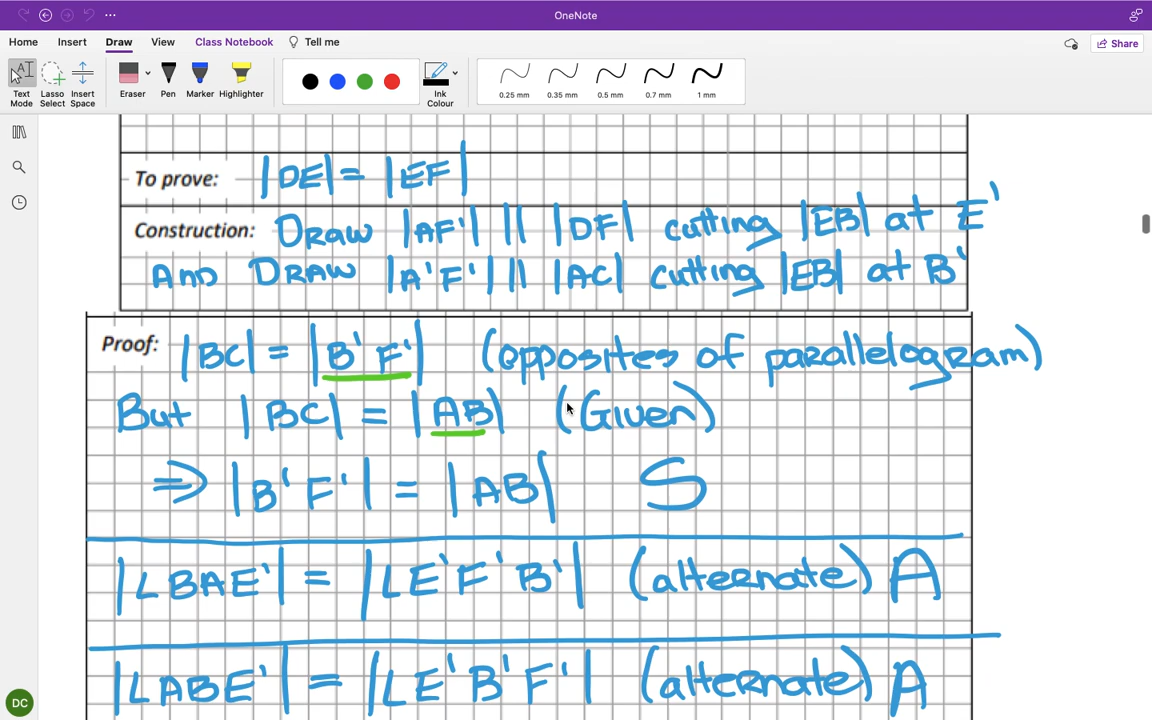 OneNote
Home Insert Draw View Class Notebook Tell me
Share
Text Mode
Lasso Select
Insert Space
Eraser
Pen
Marker
Highlighter
Ink Colour
0.25 mm 0.35 mm 0.5 mm 0.7 mm 1 mm
To prove: |DE| = |EF|
Construction: Draw |AF'| || |DF| cutting |EB| at E'
And Draw |A'F'| || |AC| cutting |EB| at B'
Proof: |BC| = |B'F'| (opposites of parallelogram)
But |BC| = |AB| (Given)
⇒ |B'F'| = |AB| S
|∠BAE'| = |∠E'F'B'| (alternate) A
|∠ABE'| = |∠E'B'F'| (alternate) A
DC